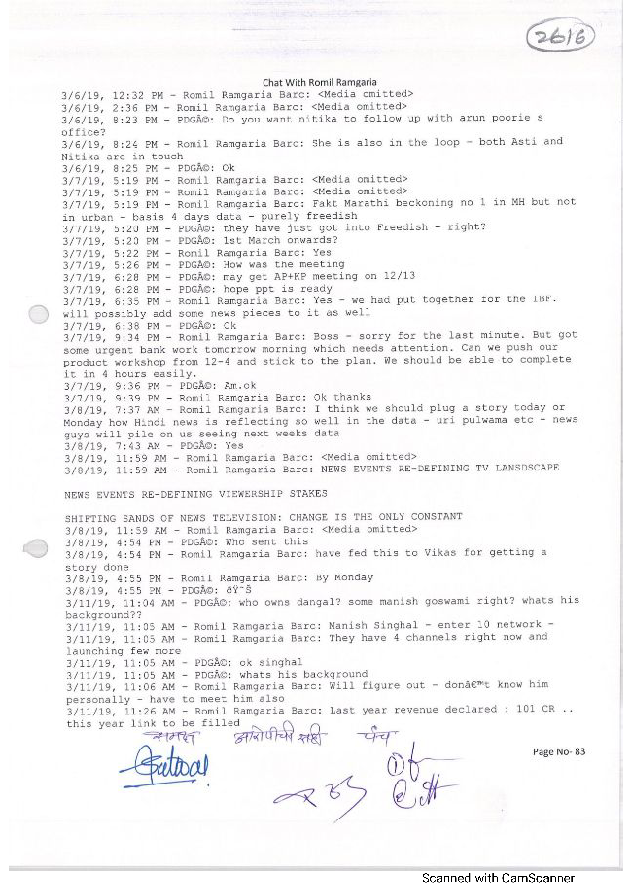 2616
Chat With Romil Ramgaria
3/6/19, 12:32 PM - Romil Ramgaria Barc: <Media omitted>
3/6/19, 2:36 PM - Romil Ramgaria Barc: <Media omitted>
3/6/19, 8:23 PM - PDGÂ©: Do you want nitika to follow up with arun poorie s
office?
3/6/19, 8:24 PM - Romil Ramgaria Barc: She is also in the loop - both Asti and
Nitika are in touch
3/6/19, 8:25 PM - PDGÂ©: Ok
3/7/19, 5:19 PM - Romil Ramgaria Barc: <Media omitted>
3/7/19, 5:19 PM - Romil Ramgaria Barc: <Media omitted>
3/7/19, 5:19 PM - Romil Ramgaria Barc: Fakt Marathi beckoning no 1 in MH but not
in urban - basis 4 days data - purely freedish
3/7/19, 5:20 PM - PDGÂ©: they have just got into Freedish - right?
3/7/19, 5:20 PM - PDGÂ©: 1st March onwards?
3/7/19, 5:22 PM - Romil Ramgaria Barc: Yes
3/7/19, 5:26 PM - PDGÂ©: How was the meeting
3/7/19, 6:28 PM - PDGÂ©: may get AP+KP meeting on 12/13
3/7/19, 6:28 PM - PDGÂ©: hope ppt is ready
3/7/19, 6:35 PM - Romil Ramgaria Barc: Yes - we had put together for the IBF.
will possibly add some news pieces to it as well
3/7/19, 6:38 PM - PDGÂ©: Ok
3/7/19, 9:34 PM - Romil Ramgaria Barc: Boss - sorry for the last minute. But got
some urgent bank work tomorrow morning which needs attention. Can we push our
product workshop from 12-4 and stick to the plan. We should be able to complete
it in 4 hours easily.
3/7/19, 9:36 PM - PDGÂ©: Am.ok
3/7/19, 9:39 PM - Romil Ramgaria Barc: Ok thanks
3/8/19, 7:37 AM - Romil Ramgaria Barc: I think we should plug a story today or
Monday how Hindi news is reflecting so well in the data - uri pulwama etc - news
guys will pile on us seeing next weeks data
3/8/19, 7:43 AM - PDGÂ©: Yes
3/8/19, 11:59 AM - Romil Ramgaria Barc: <Media omitted>
3/8/19, 11:59 AM - Romil Ramgaria Barc: NEWS EVENTS RE-DEFINING TV LANSDSCAPE
NEWS EVENTS RE-DEFINING VIEWERSHIP STAKES
SHIFTING SANDS OF NEWS TELEVISION: CHANGE IS THE ONLY CONSTANT
3/8/19, 11:59 AM - Romil Ramgaria Barc: <Media omitted>
3/8/19, 4:54 PM - PDGÂ©: Who sent this
3/8/19, 4:54 PM - Romil Ramgaria Barc: have fed this to Vikas for getting a
story done
3/8/19, 4:55 PM - Romil Ramgaria Barc: By Monday
3/8/19, 4:55 PM - PDGÂ©: ðŸ˜Š
3/11/19, 11:04 AM - PDGÂ©: who owns dangal? some manish goswami right? whats his
background??
3/11/19, 11:05 AM - Romil Ramgaria Barc: Manish Singhal - enter 10 network -
3/11/19, 11:05 AM - Romil Ramgaria Barc: They have 4 channels right now and
launching few more
3/11/19, 11:05 AM - PDGÂ©: ok singhal
3/11/19, 11:05 AM - PDGÂ©: whats his background
3/11/19, 11:06 AM - Romil Ramgaria Barc: Will figure out - donâ€™t know him
personally - have to meet him also
3/11/19, 11:26 AM - Romil Ramgaria Barc: Last year revenue declared : 101 CR ..
this year link to be filled
समक्ष आरोपीची सही पंच
Page No- 83
Scanned with CamScanner